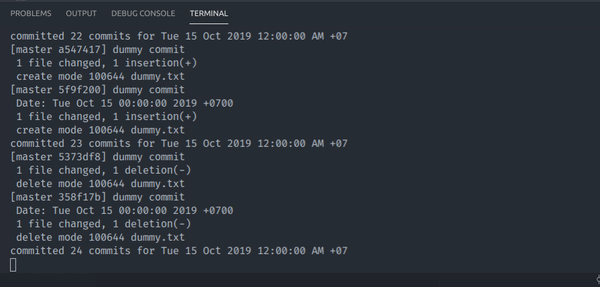 PROBLEMS OUTPUT DEBUG CONSOLE TERMINAL
committed 22 commits for Tue 15 Oct 2019 12:00:00 AM +07
[master a547417] dummy commit
1 file changed, 1 insertion(+)
create mode 100644 dummy.txt
[master 5f9f200] dummy commit
Date: Tue Oct 15 00:00:00 2019 +0700
1 file changed, 1 insertion(+)
create mode 100644 dummy.txt
committed 23 commits for Tue 15 Oct 2019 12:00:00 AM +07
[master 5373df8] dummy commit
1 file changed, 1 deletion(-)
delete mode 100644 dummy.txt
[master 358f17b] dummy commit
Date: Tue Oct 15 00:00:00 2019 +0700
1 file changed, 1 deletion(-)
delete mode 100644 dummy.txt
committed 24 commits for Tue 15 Oct 2019 12:00:00 AM +07